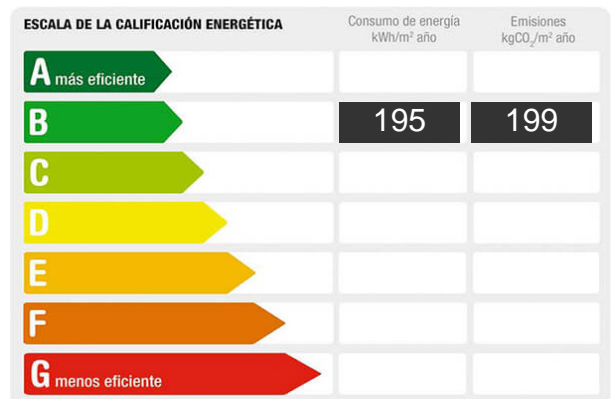 ESCALA DE LA CALIFICACIÓN ENERGÉTICA
Consumo de energía
kWh/m² año
Emisiones
kgCO₂/m² año
A más eficiente
B 195 199
C
D
E
F
G menos eficiente